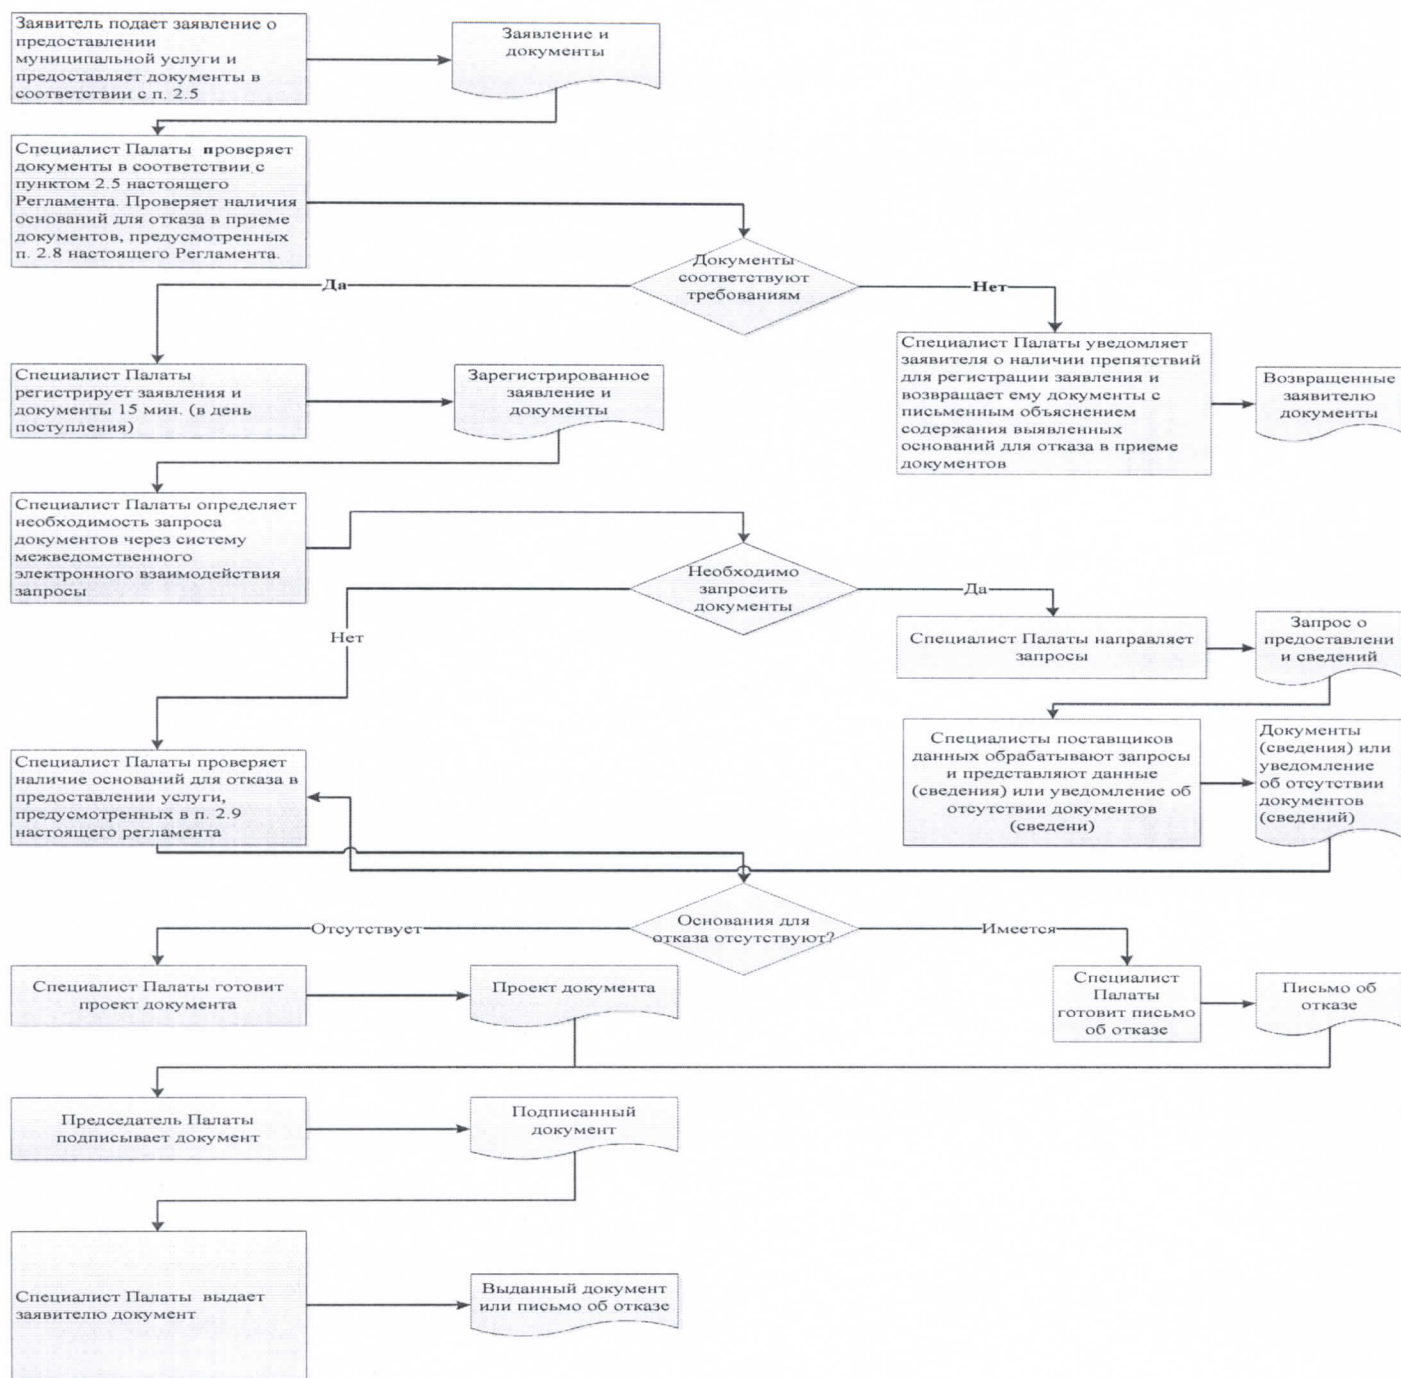 Заявитель подает заявление о
предоставлении
муниципальной услуги и
предоставляет документы в
соответствии с п. 2.5
Заявление и
документы
Специалист Палаты проверяет
документы в соответствии с
пунктом 2.5 настоящего
Регламента. Проверяет наличия
оснований для отказа в приеме
документов, предусмотренных
п. 2.8 настоящего Регламента.
Документы
соответствуют
требованиям
Да
Нет
Специалист Палаты
регистрирует заявления и
документы 15 мин. (в день
поступления)
Зарегистрированное
заявление и
документы
Специалист Палаты уведомляет
заявителя о наличии препятствий
для регистрации заявления и
возвращает ему документы с
письменным объяснением
содержания выявленных
оснований для отказа в приеме
документов
Возвращенные
заявителю
документы
Специалист Палаты определяет
необходимость запроса
документов через систему
межведомственного
электронного взаимодействия
запросы
Необходимо
запросить
документы
Да
Нет
Специалист Палаты направляет
запросы
Запрос о
предоставлени
и сведений
Специалисты поставщиков
данных обрабатывают запросы
и представляют данные
(сведения) или уведомление об
отсутствии документов
(сведени)
Документы
(сведения) или
уведомление
об отсутствии
документов
(сведений)
Специалист Палаты проверяет
наличие оснований для отказа в
предоставлении услуги,
предусмотренных в п. 2.9
настоящего регламента
Основания для
отказа отсутствуют?
Отсутствует
Имеется
Специалист Палаты готовит
проект документа
Проект документа
Специалист
Палаты
готовит письмо
об отказе
Письмо об
отказе
Председатель Палаты
подписывает документ
Подписанный
документ
Специалист Палаты выдает
заявителю документ
Выданный документ
или письмо об отказе